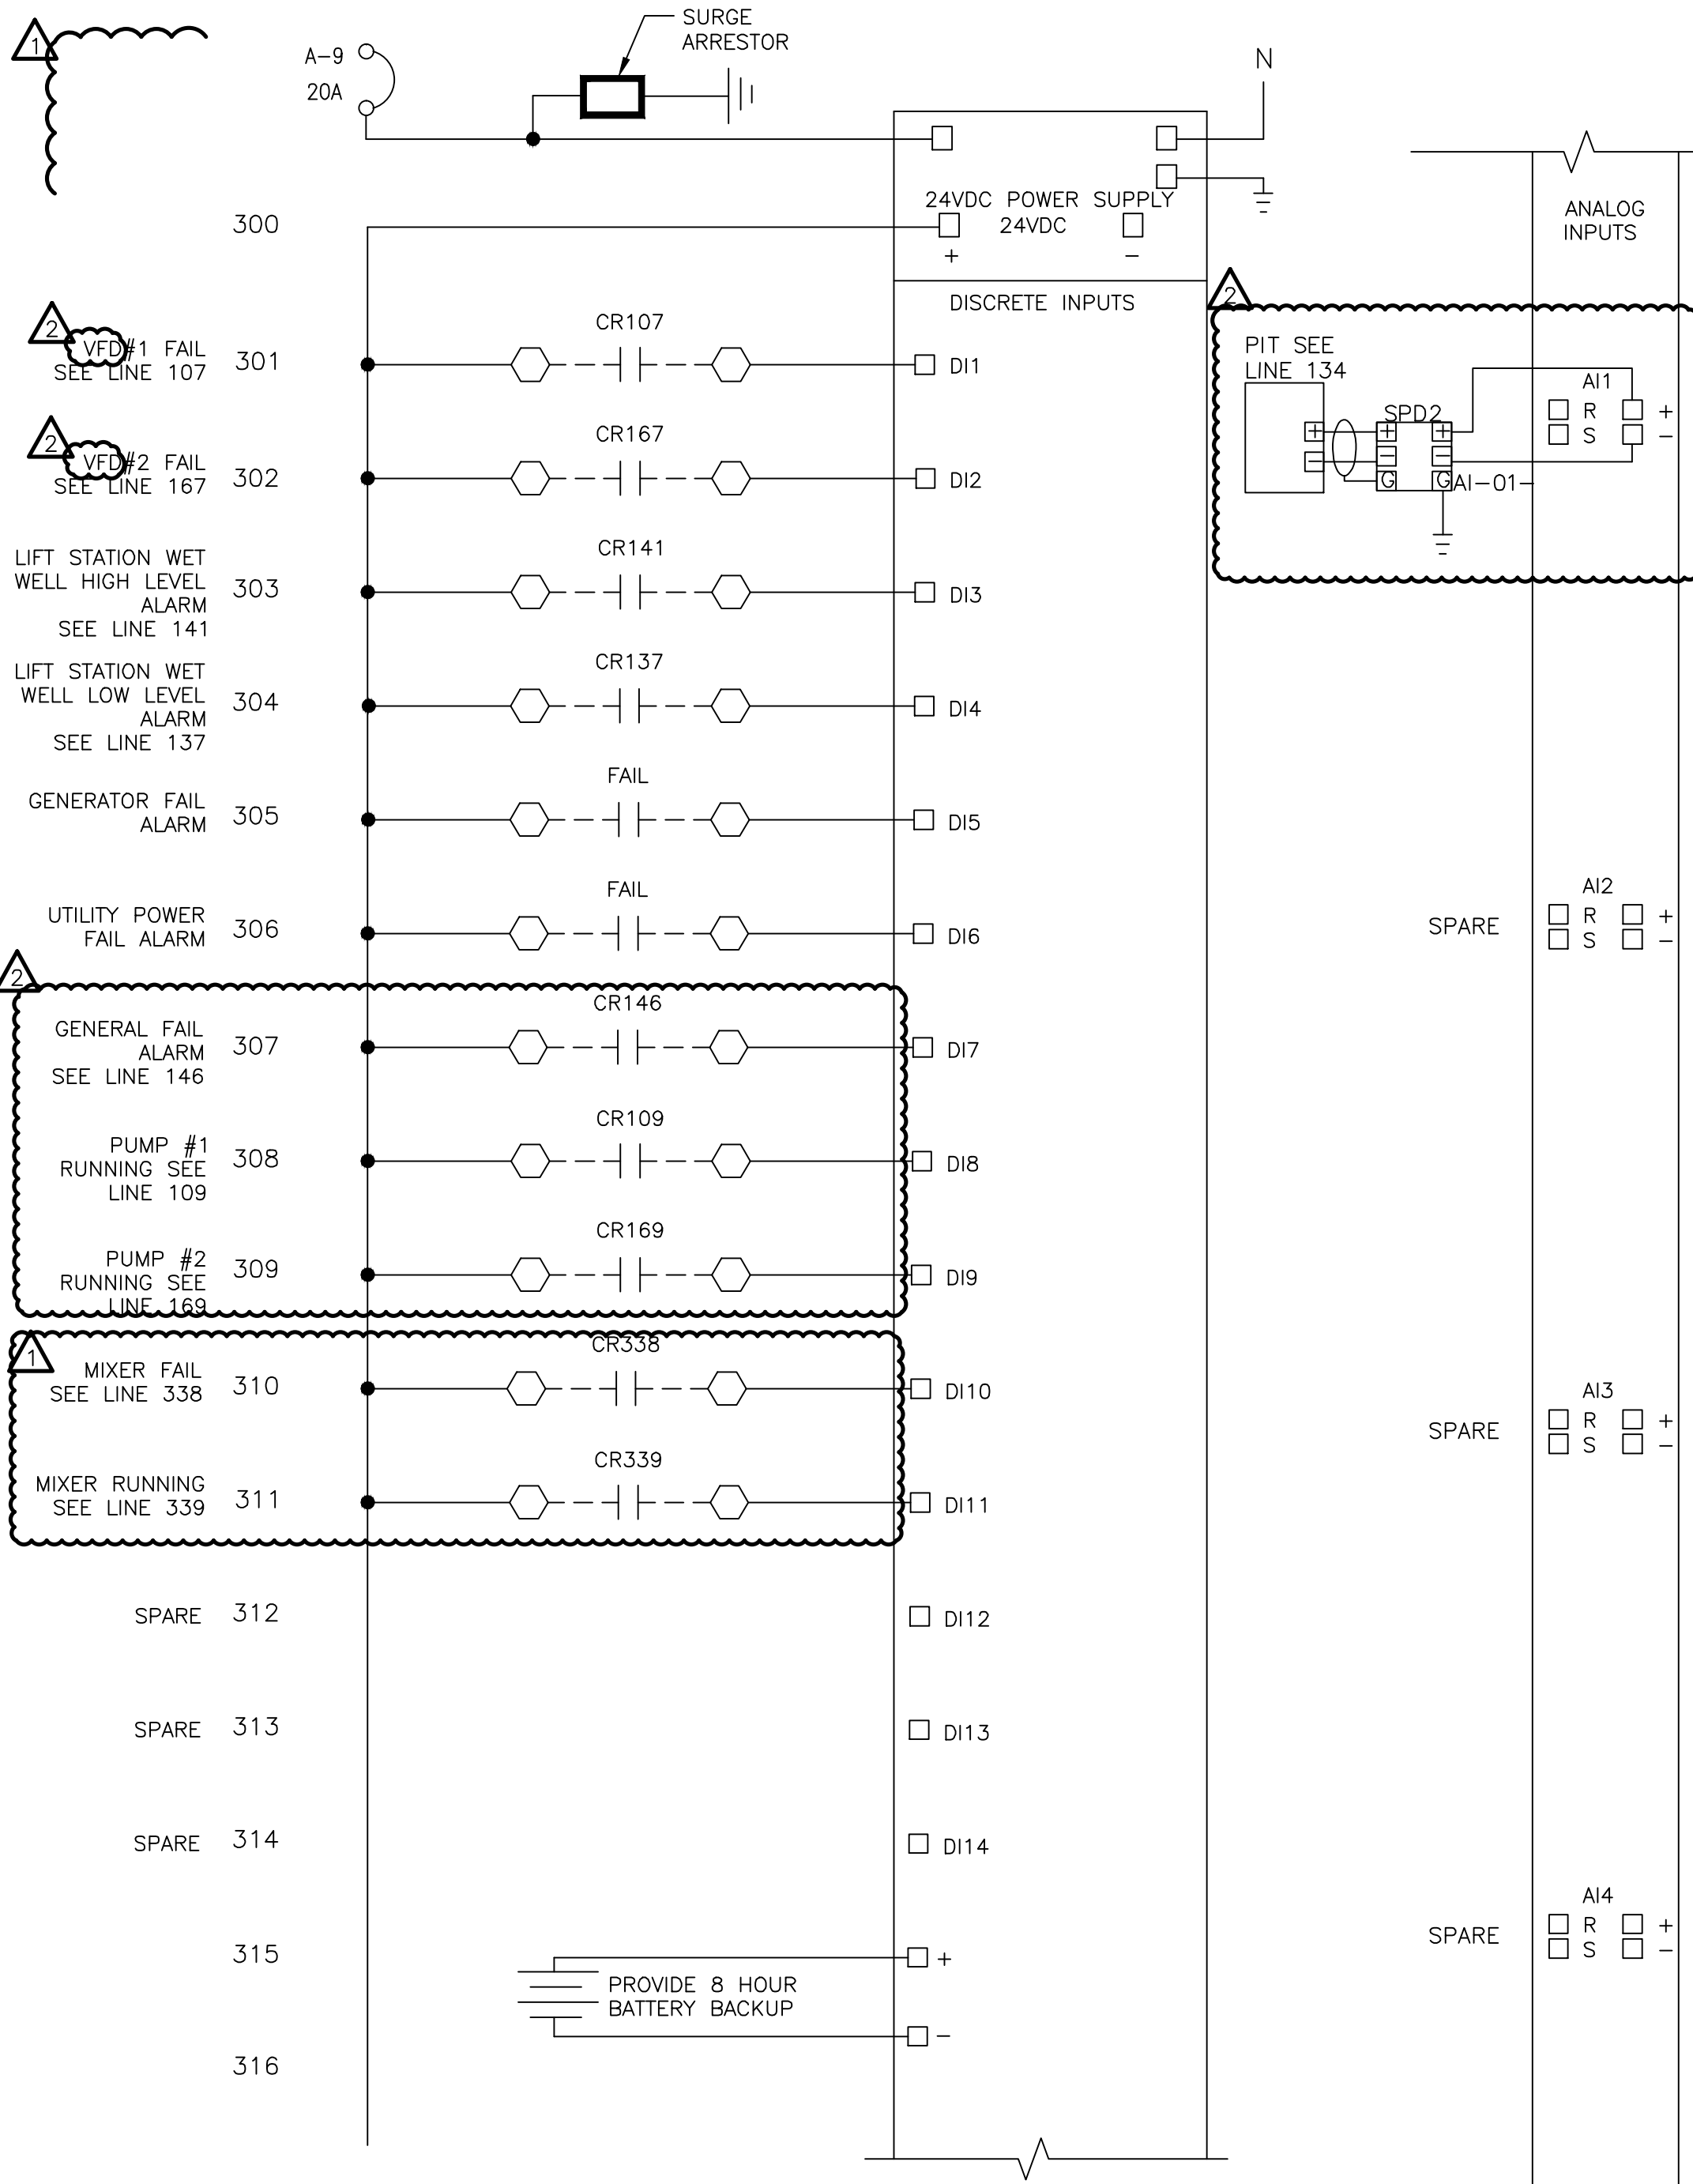 1
A-9
20A
SURGE
ARRESTOR
N
24VDC POWER SUPPLY
24VDC
+
-
300
DISCRETE INPUTS
2
VFD#1 FAIL
SEE LINE 107
301
CR107
DI1
2
VFD#2 FAIL
SEE LINE 167
302
CR167
DI2
LIFT STATION WET
WELL HIGH LEVEL
ALARM
SEE LINE 141
303
CR141
DI3
LIFT STATION WET
WELL LOW LEVEL
ALARM
SEE LINE 137
304
CR137
DI4
GENERATOR FAIL
ALARM
305
FAIL
DI5
UTILITY POWER
FAIL ALARM
306
FAIL
DI6
2
GENERAL FAIL
ALARM
SEE LINE 146
307
CR146
DI7
PUMP #1
RUNNING SEE
LINE 109
308
CR109
DI8
PUMP #2
RUNNING SEE
LINE 169
309
CR169
DI9
1
MIXER FAIL
SEE LINE 338
310
CR338
DI10
MIXER RUNNING
SEE LINE 339
311
CR339
DI11
SPARE
312
DI12
SPARE
313
DI13
SPARE
314
DI14
315
+
PROVIDE 8 HOUR
BATTERY BACKUP
-
316
ANALOG
INPUTS
2
PIT SEE
LINE 134
+
-
SPD2
+ +
- -
G G
AI-01-
AI1
R +
S -
SPARE
AI2
R +
S -
SPARE
AI3
R +
S -
SPARE
AI4
R +
S -